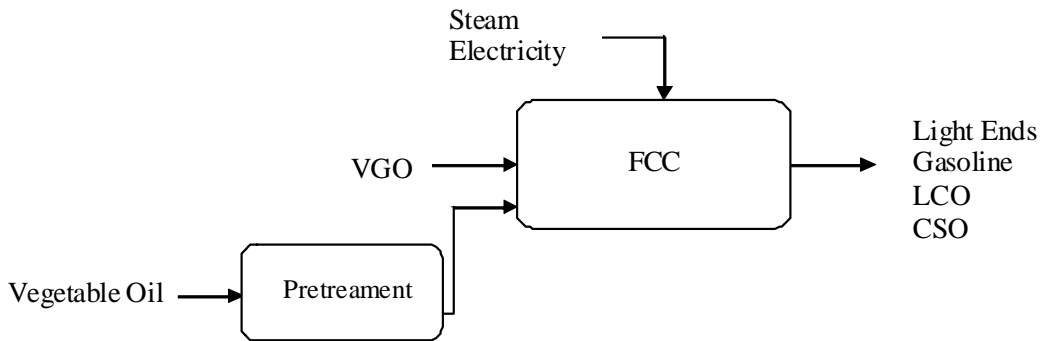 Steam
Electricity
VGO
FCC
Light Ends
Gasoline
LCO
CSO
Vegetable Oil
Pretreament